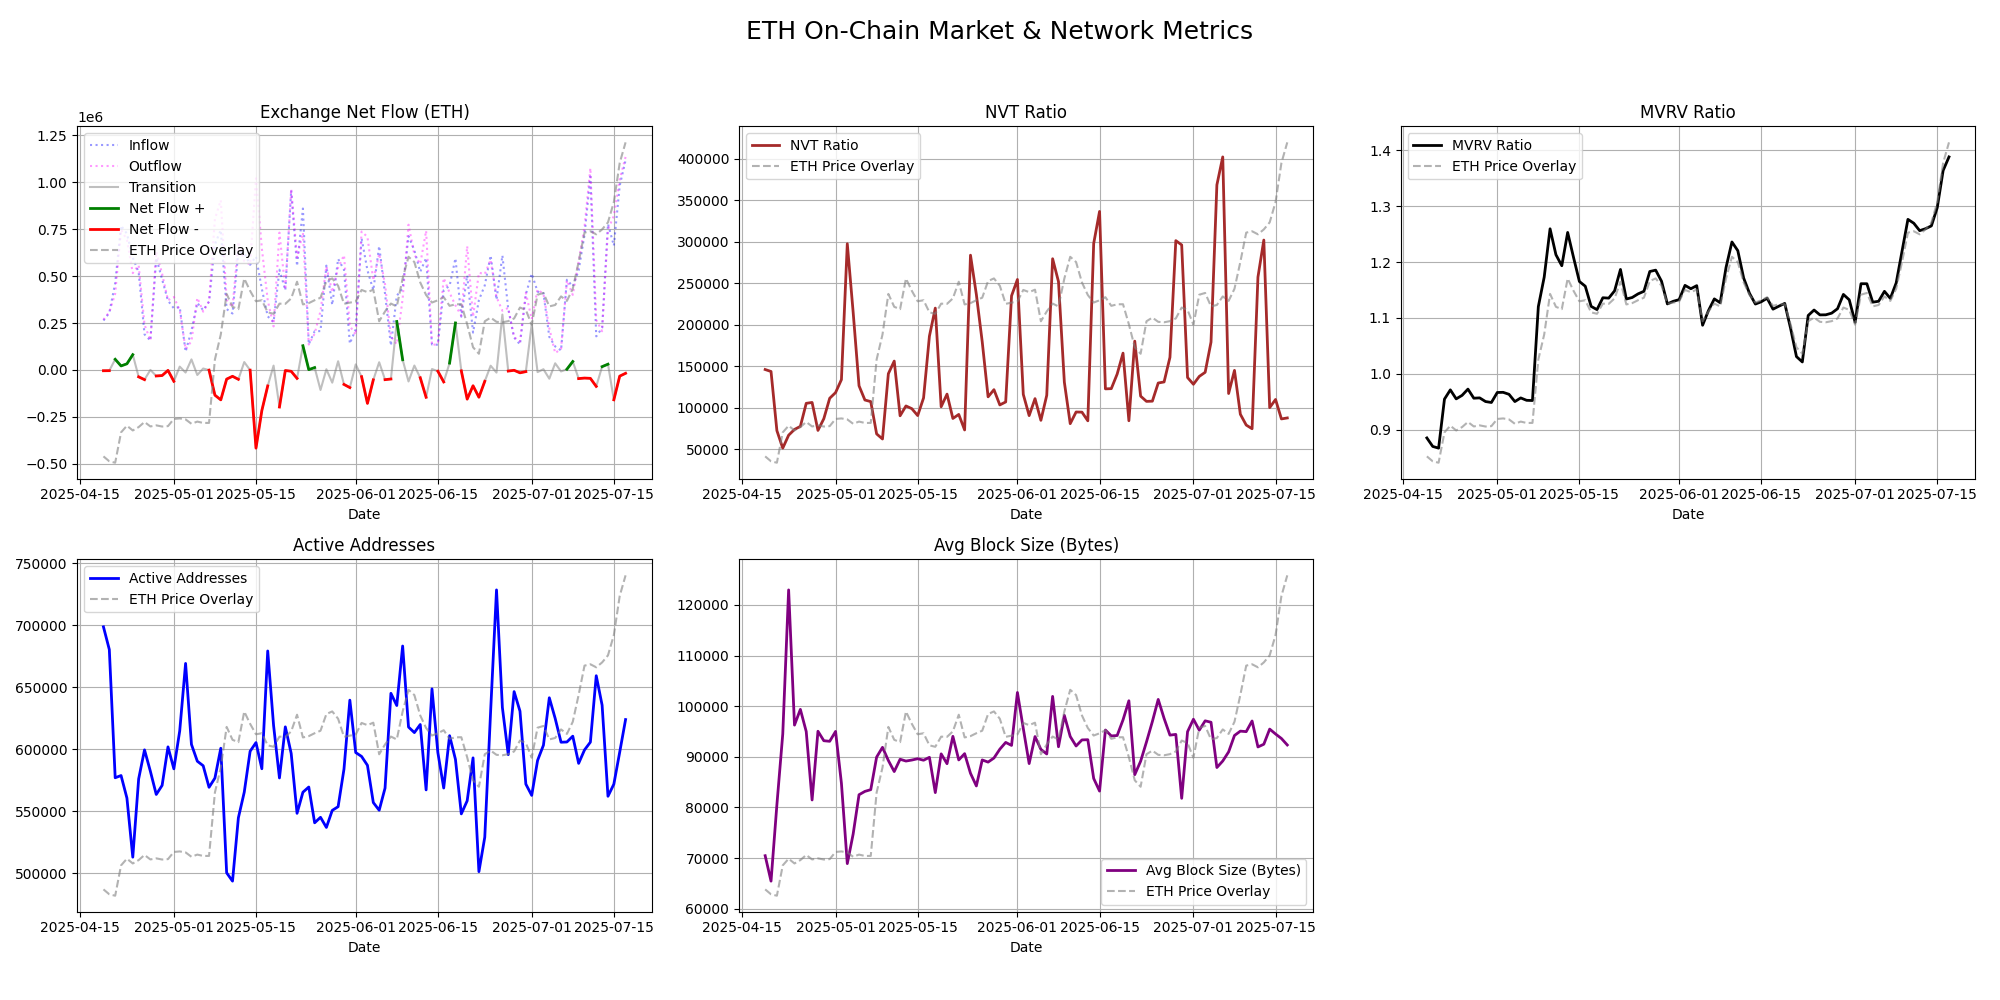 ETH On-Chain Market & Network Metrics
Exchange Net Flow (ETH)
1e6
1.25
1.00
0.75
0.50
0.25
0.00
−0.25
−0.50
Inflow
Outflow
Transition
Net Flow +
Net Flow -
ETH Price Overlay
2025-04-15 2025-05-01 2025-05-15 2025-06-01 2025-06-15 2025-07-01 2025-07-15
Date
NVT Ratio
400000
350000
300000
250000
200000
150000
100000
50000
NVT Ratio
ETH Price Overlay
2025-04-15 2025-05-01 2025-05-15 2025-06-01 2025-06-15 2025-07-01 2025-07-15
Date
MVRV Ratio
1.4
1.3
1.2
1.1
1.0
0.9
MVRV Ratio
ETH Price Overlay
2025-04-15 2025-05-01 2025-05-15 2025-06-01 2025-06-15 2025-07-01 2025-07-15
Date
Active Addresses
750000
700000
650000
600000
550000
500000
Active Addresses
ETH Price Overlay
2025-04-15 2025-05-01 2025-05-15 2025-06-01 2025-06-15 2025-07-01 2025-07-15
Date
Avg Block Size (Bytes)
120000
110000
100000
90000
80000
70000
60000
Avg Block Size (Bytes)
ETH Price Overlay
2025-04-15 2025-05-01 2025-05-15 2025-06-01 2025-06-15 2025-07-01 2025-07-15
Date